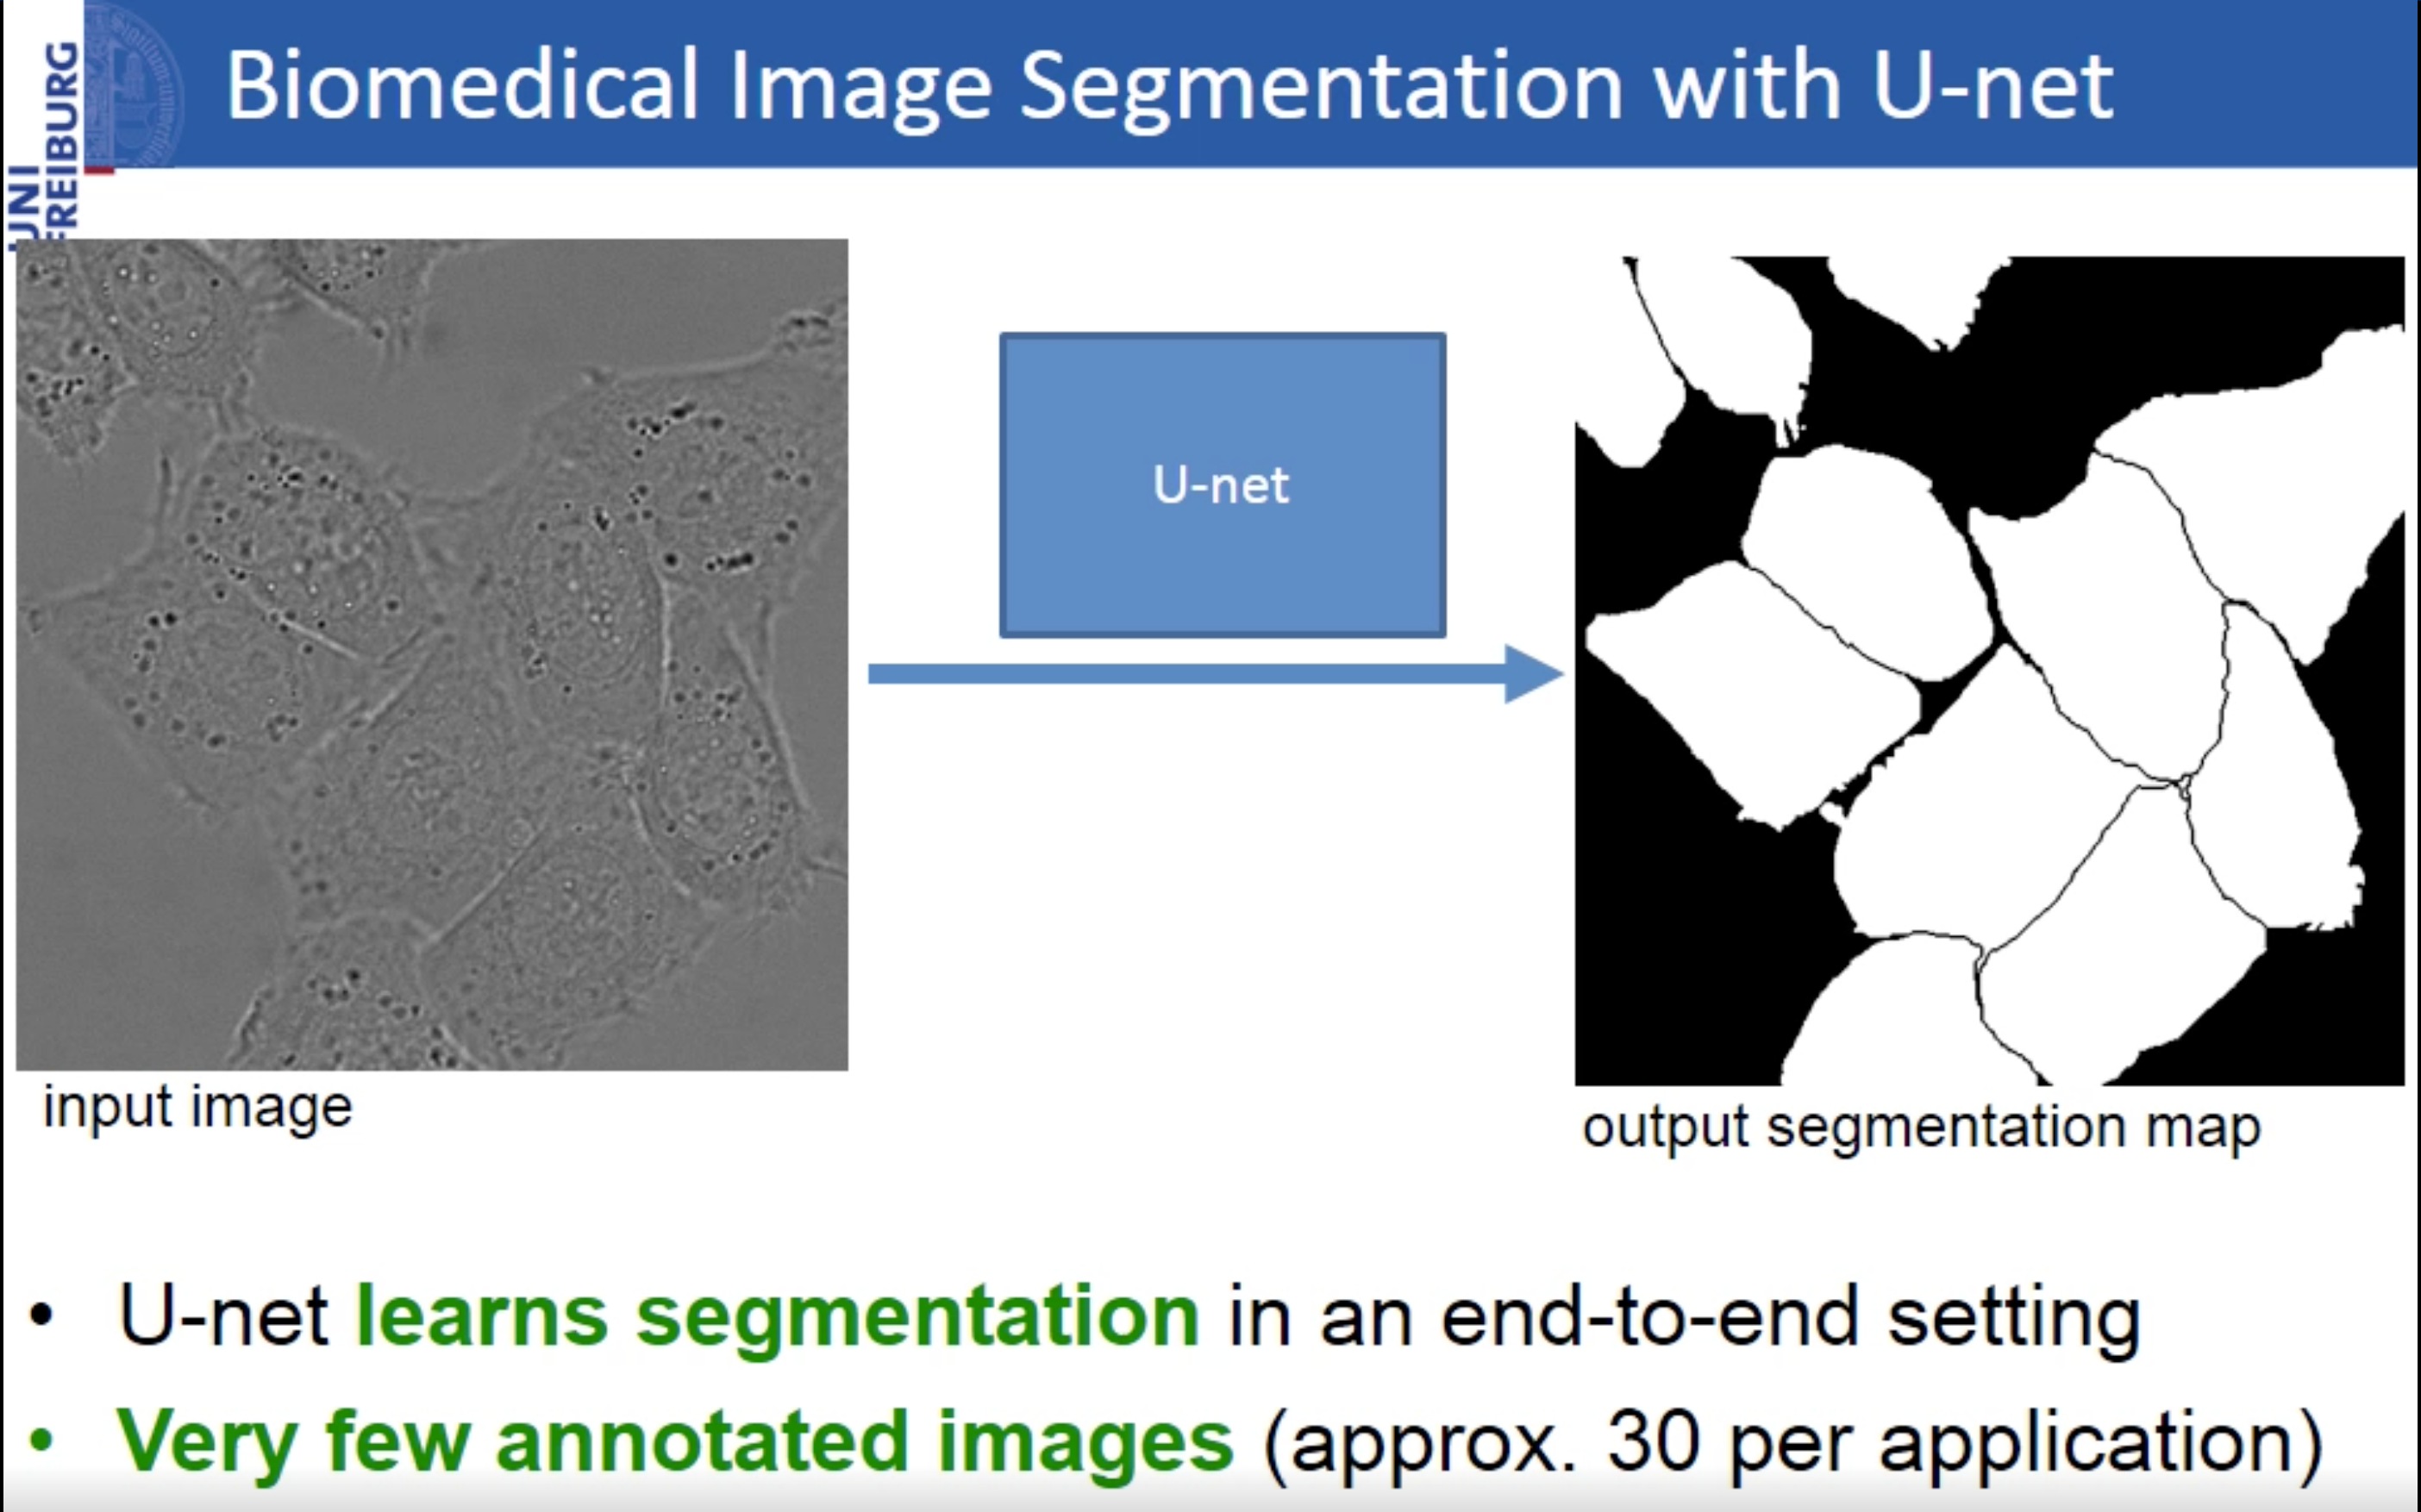 Biomedical Image Segmentation with U-net
UNI
FREIBURG
U-net
input image
output segmentation map
• U-net learns segmentation in an end-to-end setting
• Very few annotated images (approx. 30 per application)